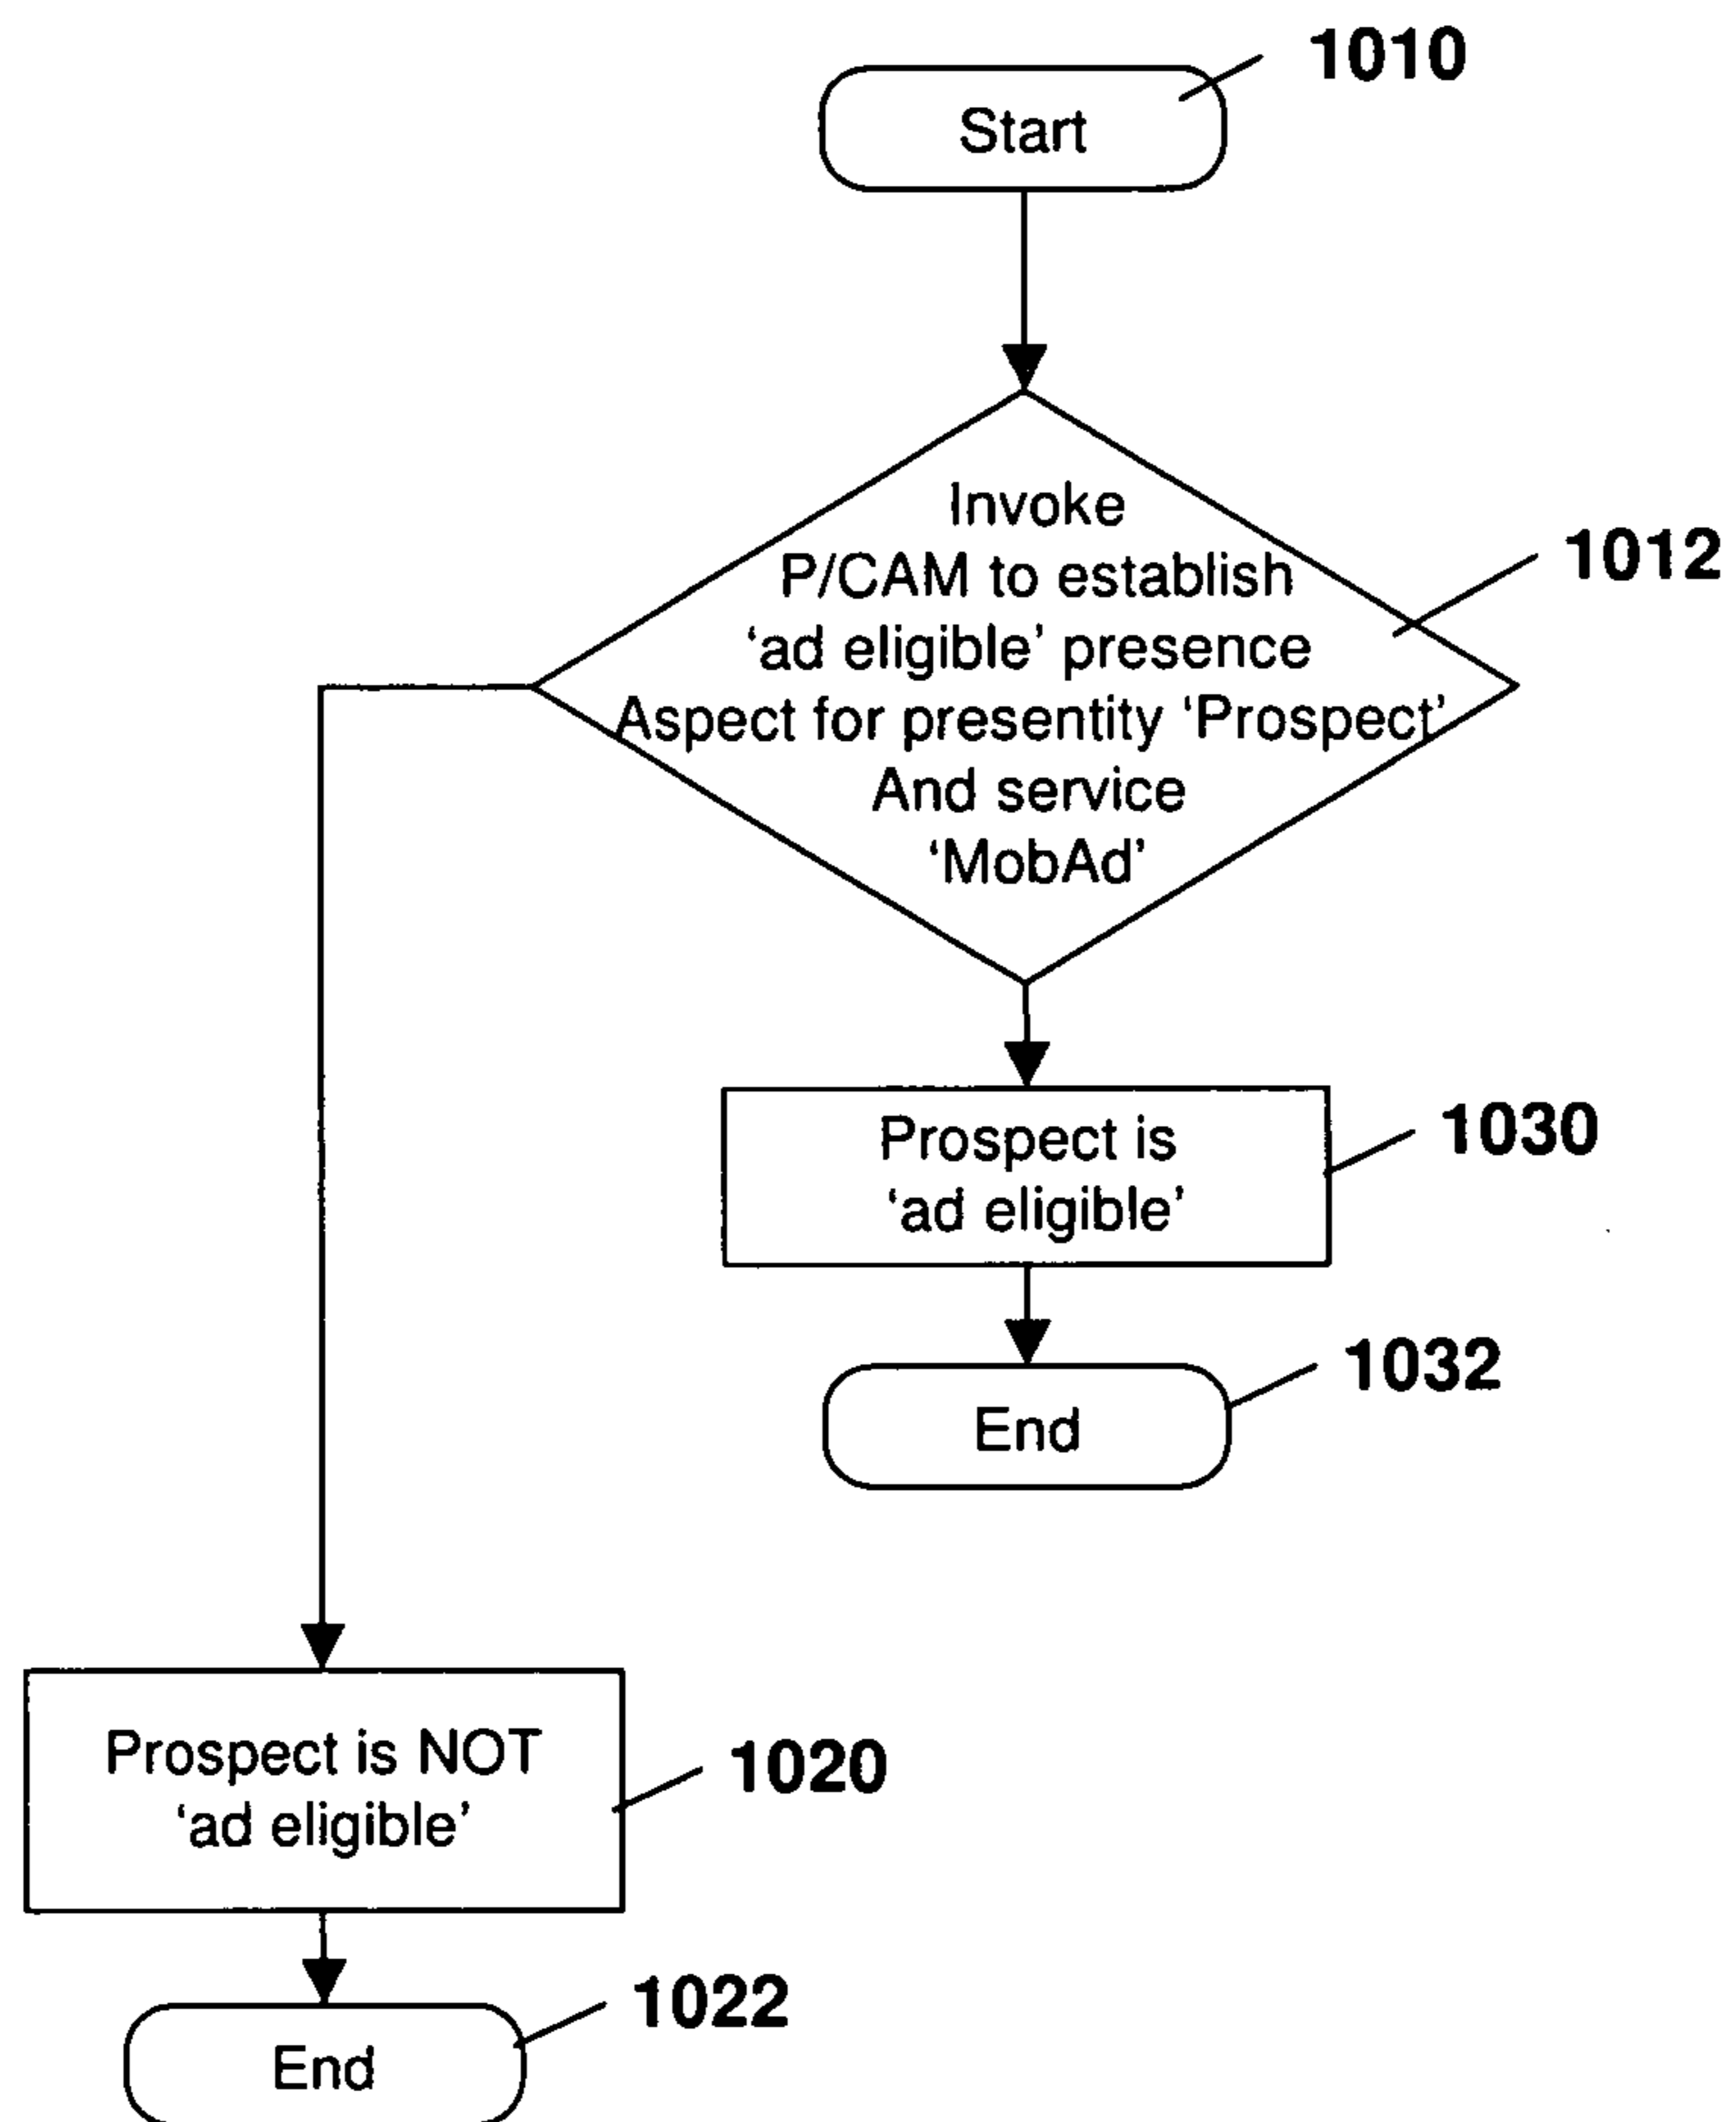 1010
Start
Invoke
P/CAM to establish
‘ad eligible’ presence
Aspect for presentity ‘Prospect’
And service
‘MobAd’
1012
Prospect is
‘ad eligible’
1030
End
1032
Prospect is NOT
‘ad eligible’
1020
End
1022